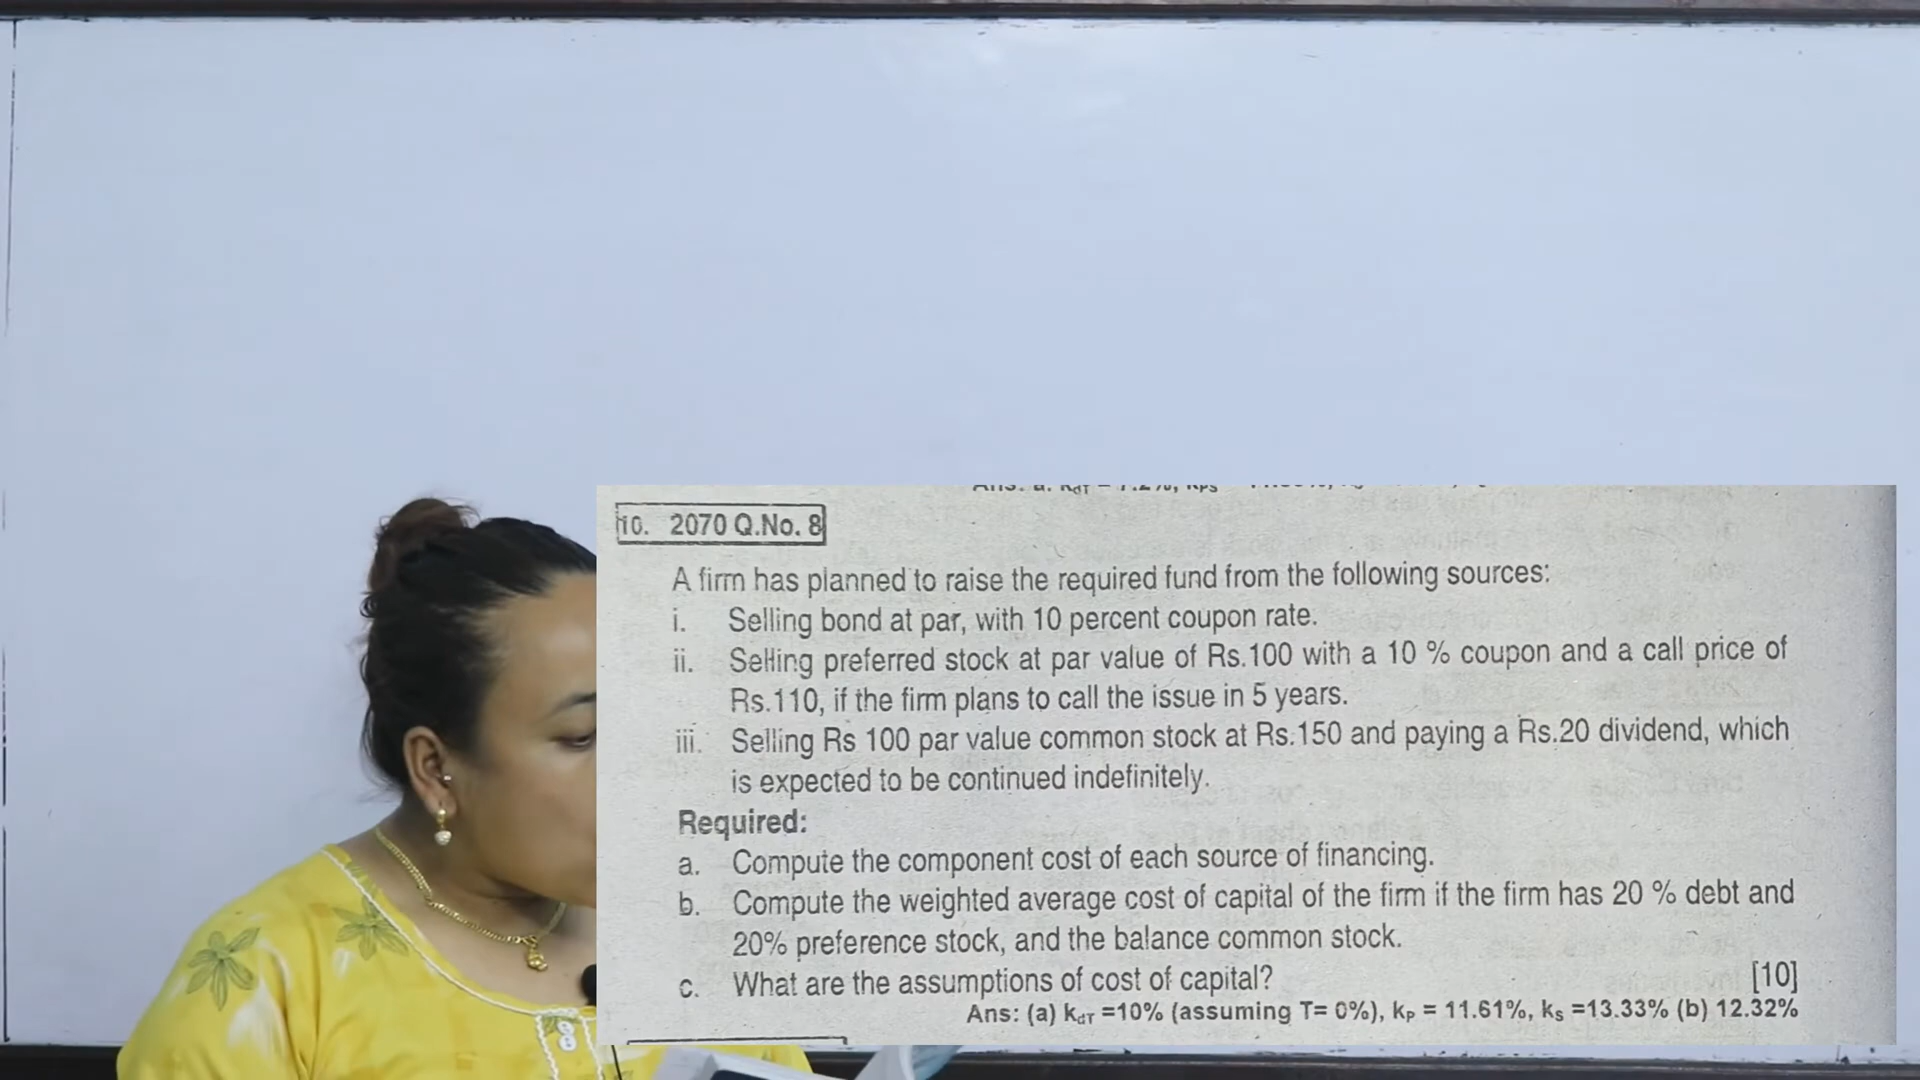 10. 2070 Q.No. 8
A firm has planned to raise the required fund from the following sources:
i. Selling bond at par, with 10 percent coupon rate.
ii. Selling preferred stock at par value of Rs.100 with a 10 % coupon and a call price of
Rs.110, if the firm plans to call the issue in 5 years.
iii. Selling Rs 100 par value common stock at Rs.150 and paying a Rs.20 dividend, which
is expected to be continued indefinitely.
Required:
a. Compute the component cost of each source of financing.
b. Compute the weighted average cost of capital of the firm if the firm has 20 % debt and
20% preference stock, and the balance common stock.
c. What are the assumptions of cost of capital? [10]
Ans: (a) kdT =10% (assuming T= 0%), kP = 11.61%, ks =13.33% (b) 12.32%